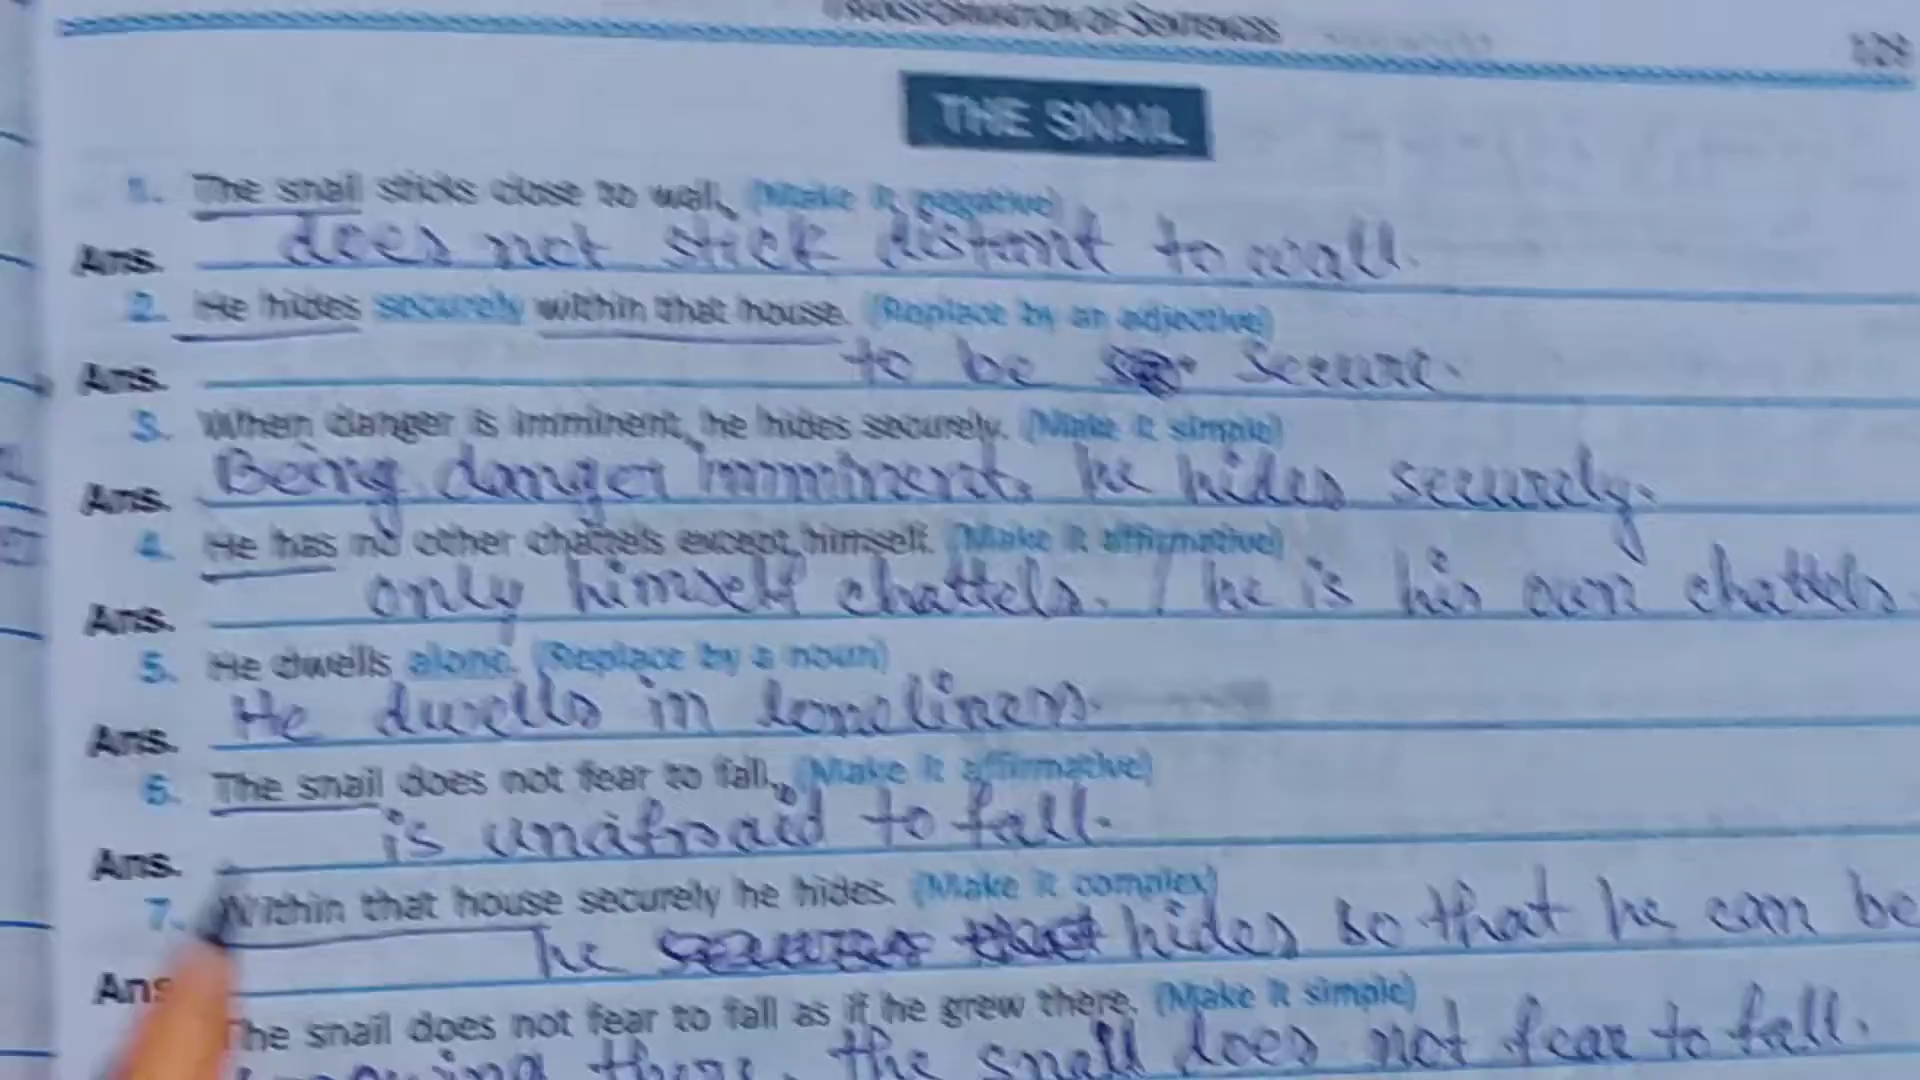 TRANSFORMATION OF SENTENCES 129
THE SNAIL
1. The snail sticks close to wall. (Make it negative)
Ans. does not stick distant to wall.
2. He hides securely within that house. (Replace by an adjective)
Ans. to be secure.
3. When danger is imminent, he hides securely. (Make it simple)
Ans. Being danger imminent, he hides securely.
4. He has no other chattels except himself. (Make it affirmative)
Ans. only himself chattels. / he is his own chattels.
5. He dwells alone. (Replace by a noun)
Ans. He dwells in loneliness.
6. The snail does not fear to fall. (Make it affirmative)
Ans. is unafraid to fall.
7. Within that house securely he hides. (Make it complex)
Ans he hides so that he can be
The snail does not fear to fall as if he grew there. (Make it simple)
there, the snail does not fear to fall.